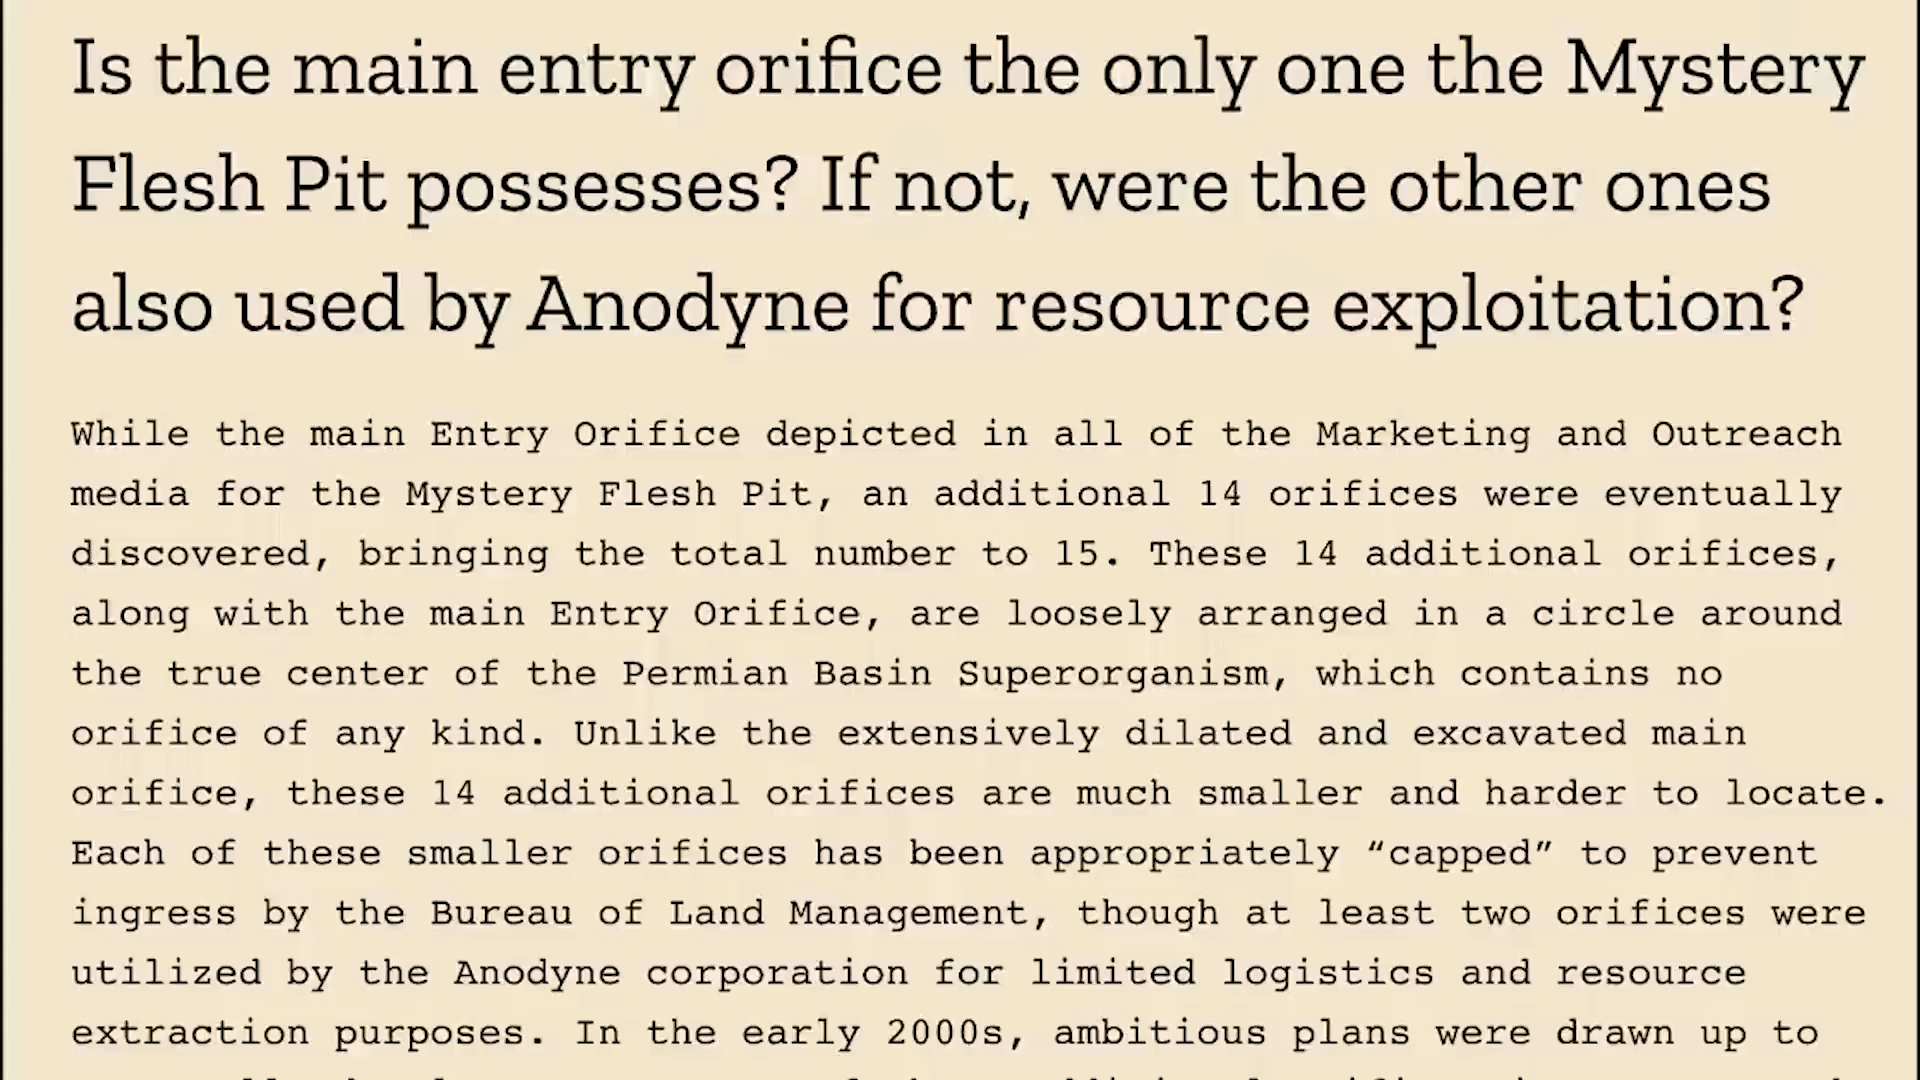 Is the main entry orifice the only one the Mystery
Flesh Pit possesses? If not, were the other ones
also used by Anodyne for resource exploitation?
While the main Entry Orifice depicted in all of the Marketing and Outreach
media for the Mystery Flesh Pit, an additional 14 orifices were eventually
discovered, bringing the total number to 15. These 14 additional orifices,
along with the main Entry Orifice, are loosely arranged in a circle around
the true center of the Permian Basin Superorganism, which contains no
orifice of any kind. Unlike the extensively dilated and excavated main
orifice, these 14 additional orifices are much smaller and harder to locate.
Each of these smaller orifices has been appropriately “capped” to prevent
ingress by the Bureau of Land Management, though at least two orifices were
utilized by the Anodyne corporation for limited logistics and resource
extraction purposes. In the early 2000s, ambitious plans were drawn up to